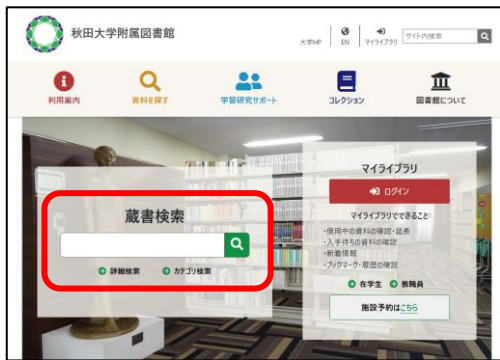 秋田大学附属図書館
大学HP
EN
マイライブラリ
サイト内検索
利用案内
資料を探す
学習研究サポート
コレクション
図書館について
蔵書検索
詳細検索 カテゴリ検索
マイライブラリ
ログイン
マイライブラリでできること
・借用中の資料の確認・延長
・入手待ちの資料の確認
・新着情報
・ブックマーク・履歴の確認
在学生 教職員
施設予約はこちら